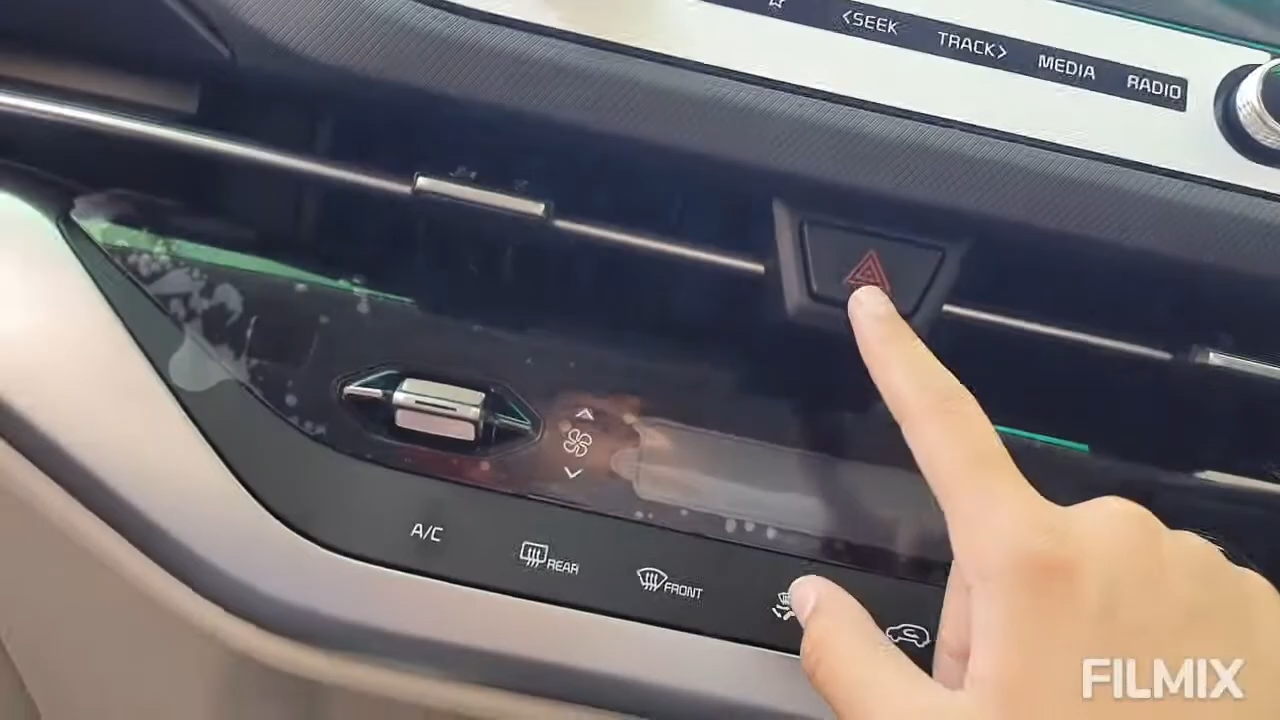 <SEEK
TRACK>
MEDIA
RADIO
A/C
REAR
FRONT
FILMIX